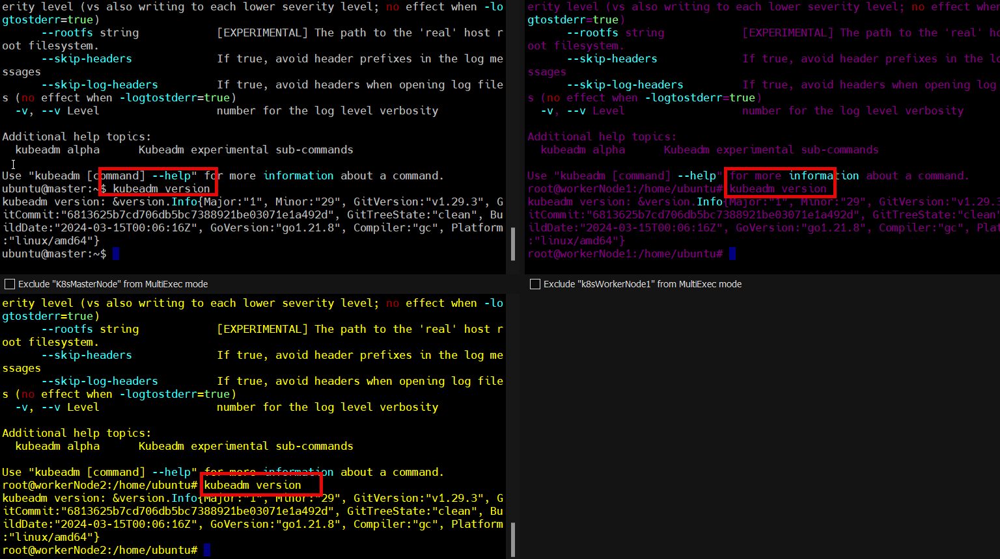 erity level (vs also writing to each lower severity level; no effect when -lo
gtostderr=true)
      --rootfs string            [EXPERIMENTAL] The path to the 'real' host r
oot filesystem.
      --skip-headers             If true, avoid header prefixes in the log me
ssages
      --skip-log-headers         If true, avoid headers when opening log file
s (no effect when -logtostderr=true)
  -v, --v Level                  number for the log level verbosity
Additional help topics:
  kubeadm alpha      Kubeadm experimental sub-commands
Use "kubeadm [command] --help" for more information about a command.
ubuntu@master:~$ kubeadm version
kubeadm version: &version.Info{Major:"1", Minor:"29", GitVersion:"v1.29.3", G
itCommit:"6813625b7cd706db5bc7388921be03071e1a492d", GitTreeState:"clean", Bu
ildDate:"2024-03-15T00:06:16Z", GoVersion:"go1.21.8", Compiler:"gc", Platform
:"linux/amd64"}
ubuntu@master:~$
Exclude "K8sMasterNode" from MultiExec mode
erity level (vs also writing to each lower severity level; no effect when
gtostderr=true)
      --rootfs string            [EXPERIMENTAL] The path to the 'real' ho
oot filesystem.
      --skip-headers             If true, avoid header prefixes in the lo
ssages
      --skip-log-headers         If true, avoid headers when opening log
s (no effect when -logtostderr=true)
  -v, --v Level                  number for the log level verbosity
Additional help topics:
  kubeadm alpha      Kubeadm experimental sub-commands
Use "kubeadm [command] --help" for more information about a command.
root@workerNode1:/home/ubuntu# kubeadm version
kubeadm version: &version.Info{Major:"1", Minor:"29", GitVersion:"v1.29.3
itCommit:"6813625b7cd706db5bc7388921be03071e1a492d", GitTreeState:"clean"
ildDate:"2024-03-15T00:06:16Z", GoVersion:"go1.21.8", Compiler:"gc", Plat
:"linux/amd64"}
root@workerNode1:/home/ubuntu#
Exclude "k8sWorkerNode1" from MultiExec mode
erity level (vs also writing to each lower severity level; no effect when -lo
gtostderr=true)
      --rootfs string            [EXPERIMENTAL] The path to the 'real' host r
oot filesystem.
      --skip-headers             If true, avoid header prefixes in the log me
ssages
      --skip-log-headers         If true, avoid headers when opening log file
s (no effect when -logtostderr=true)
  -v, --v Level                  number for the log level verbosity
Additional help topics:
  kubeadm alpha      Kubeadm experimental sub-commands
Use "kubeadm [command] --help" for more information about a command.
root@workerNode2:/home/ubuntu# kubeadm version
kubeadm version: &version.Info{Major:"1", Minor:"29", GitVersion:"v1.29.3", G
itCommit:"6813625b7cd706db5bc7388921be03071e1a492d", GitTreeState:"clean", Bu
ildDate:"2024-03-15T00:06:16Z", GoVersion:"go1.21.8", Compiler:"gc", Platform
:"linux/amd64"}
root@workerNode2:/home/ubuntu#